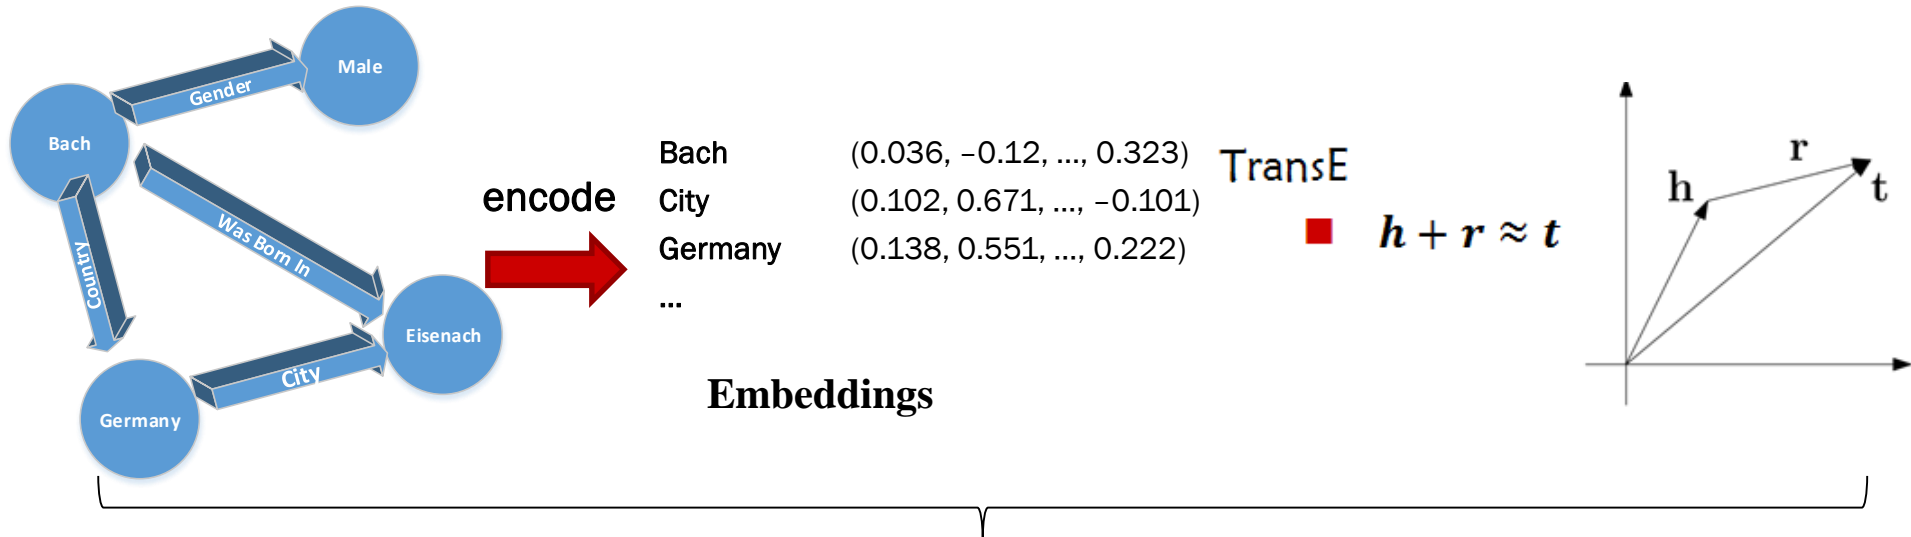 Male
Gender
Bach
Was Born In
Country
Eisenach
City
Germany
encode
Bach (0.036, –0.12, ..., 0.323)
City (0.102, 0.671, ..., –0.101)
Germany (0.138, 0.551, ..., 0.222)
...
Embeddings
TransE
h + r ≈ t
h
r
t